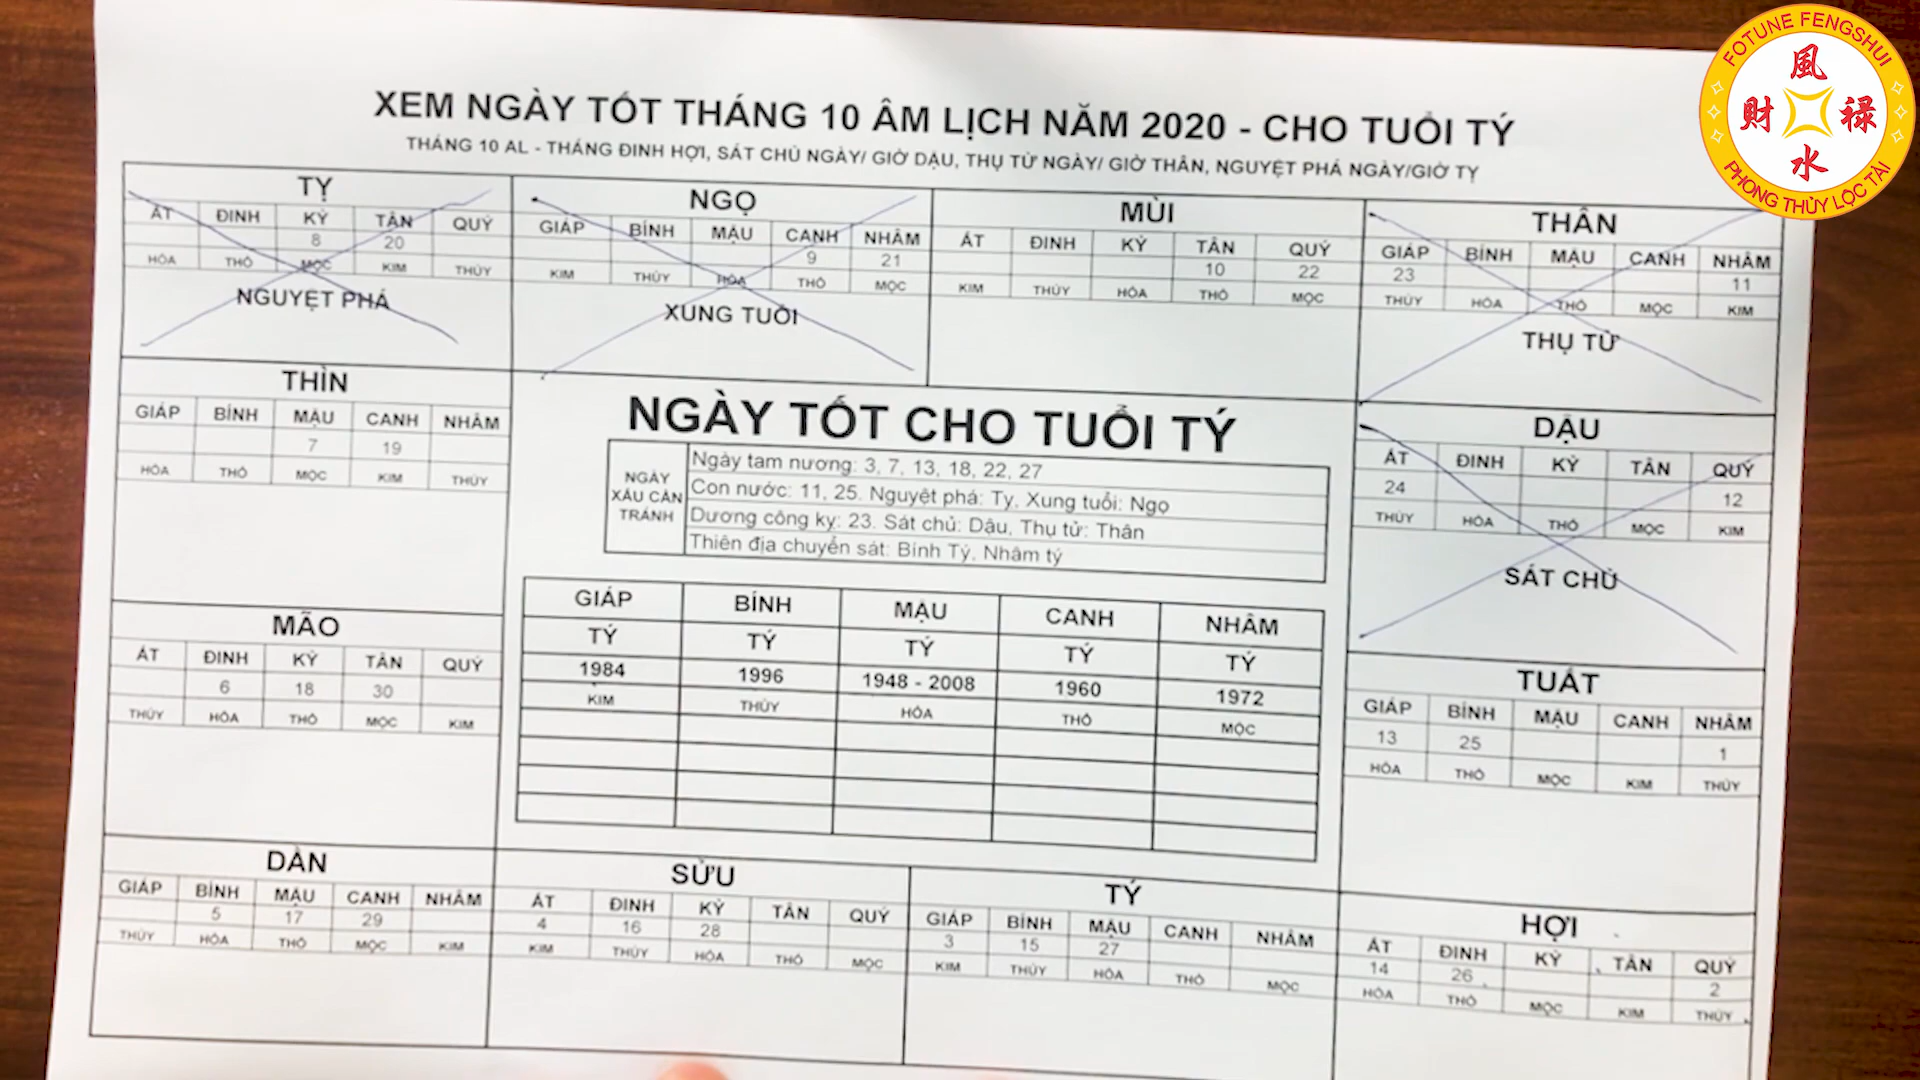 XEM NGÀY TỐT THÁNG 10 ÂM LỊCH NĂM 2020 - CHO TUỔI TÝ
THÁNG 10 AL - THÁNG ĐINH HỢI, SÁT CHỦ NGÀY/ GIỜ DẬU, THỤ TỬ NGÀY/ GIỜ THÂN, NGUYỆT PHÁ NGÀY/GIỜ TỴ
FOTUNE FENGSHUI
風
財 禄
水
PHONG THỦY LỘC TÀI
TỴ
ẤT ĐINH KỶ TÂN QUÝ
8 20
HỎA THỔ MỘC KIM THỦY
NGUYỆT PHÁ
NGỌ
GIÁP BÍNH MẬU CANH NHÂM
9 21
KIM THỦY HỎA THỔ MỘC
XUNG TUỔI
MÙI
ẤT ĐINH KỶ TÂN QUÝ
10 22
KIM THỦY HỎA THỔ MỘC
THÂN
GIÁP BÍNH MẬU CANH NHÂM
23 11
THỦY HỎA THỔ MỘC KIM
THỤ TỬ
THÌN
GIÁP BÍNH MẬU CANH NHÂM
7 19
HỎA THỔ MỘC KIM THỦY
NGÀY TỐT CHO TUỔI TÝ
NGÀY
XẤU CẦN
TRÁNH
Ngày tam nương: 3, 7, 13, 18, 22, 27
Con nước: 11, 25. Nguyệt phá: Tỵ, Xung tuổi: Ngọ
Dương công kỵ: 23. Sát chủ: Dậu, Thụ tử: Thân
Thiên địa chuyển sát: Bính Tý, Nhâm tý
DẬU
ẤT ĐINH KỶ TÂN QUÝ
24 12
THỦY HỎA THỔ MỘC KIM
SÁT CHỦ
MÃO
ẤT ĐINH KỶ TÂN QUÝ
6 18 30
THỦY HỎA THỔ MỘC KIM
GIÁP BÍNH MẬU CANH NHÂM
TÝ TÝ TÝ TÝ TÝ
1984 1996 1948 - 2008 1960 1972
KIM THỦY HỎA THỔ MỘC
TUẤT
GIÁP BÍNH MẬU CANH NHÂM
13 25 1
HỎA THỔ MỘC KIM THỦY
DẦN
GIÁP BÍNH MẬU CANH NHÂM
5 17 29
THỦY HỎA THỔ MỘC KIM
SỬU
ẤT ĐINH KỶ TÂN QUÝ
4 16 28
KIM THỦY HỎA THỔ MỘC
TÝ
GIÁP BÍNH MẬU CANH NHÂM
3 15 27
KIM THỦY HỎA THỔ MỘC
HỢI
ẤT ĐINH KỶ TÂN QUÝ
14 26 2
HỎA THỔ MỘC KIM THỦY